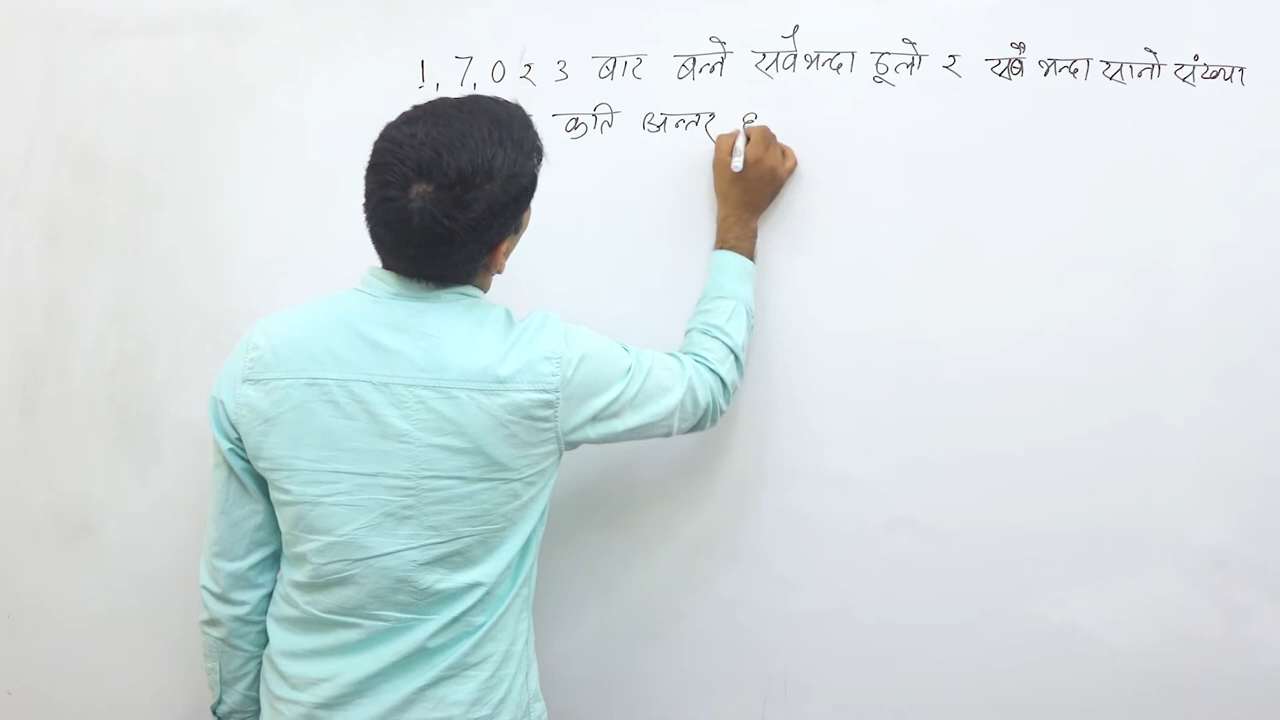 1, 7, 0 र 3 बाट बन्ने सबैभन्दा ठूलो र सबै भन्दा सानो संख्या
कति अन्तर